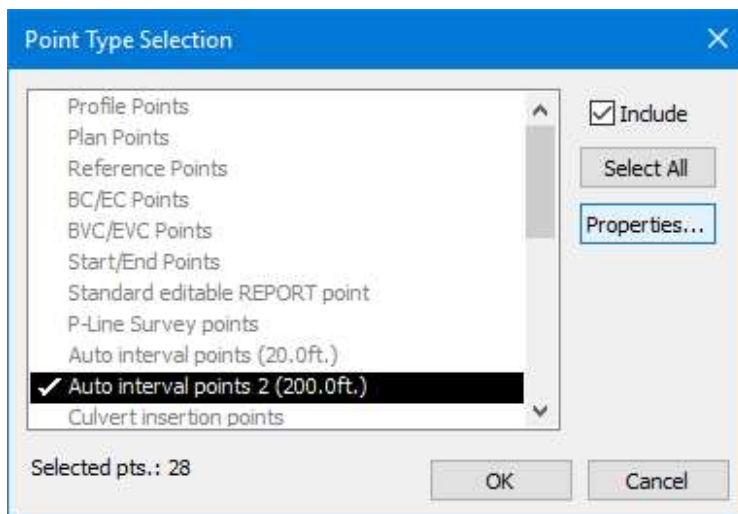 Point Type Selection
Profile Points
Plan Points
Reference Points
BC/EC Points
BVC/EVC Points
Start/End Points
Standard editable REPORT point
P-Line Survey points
Auto interval points (20.0ft.)
Auto interval points 2 (200.0ft.)
Culvert insertion points
Include
Select All
Properties...
Selected pts.: 28
OK
Cancel